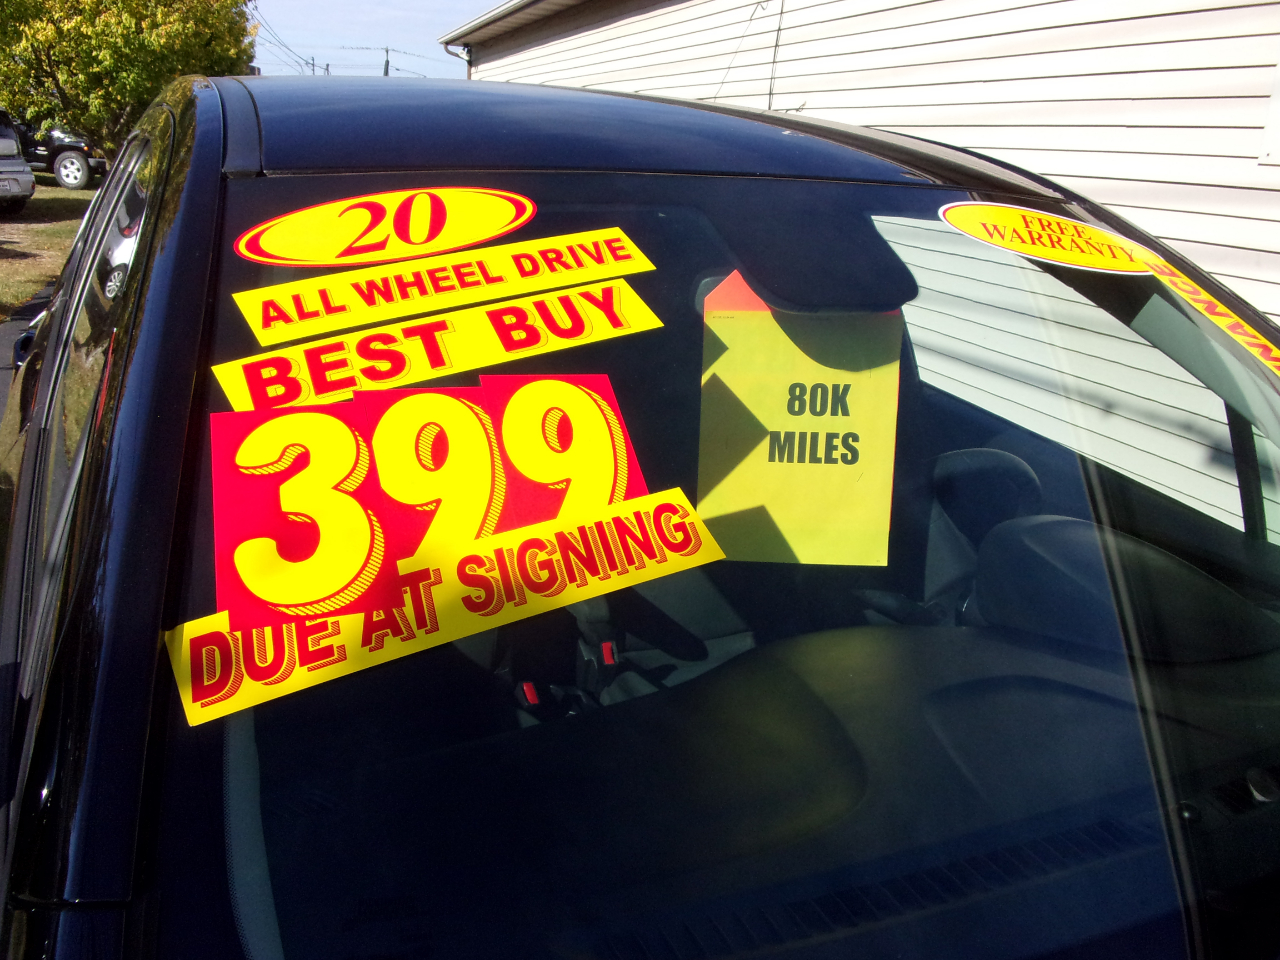 20
ALL WHEEL DRIVE
BEST BUY
399
DUE AT SIGNING
80K
MILES
FREE
WARRANTY